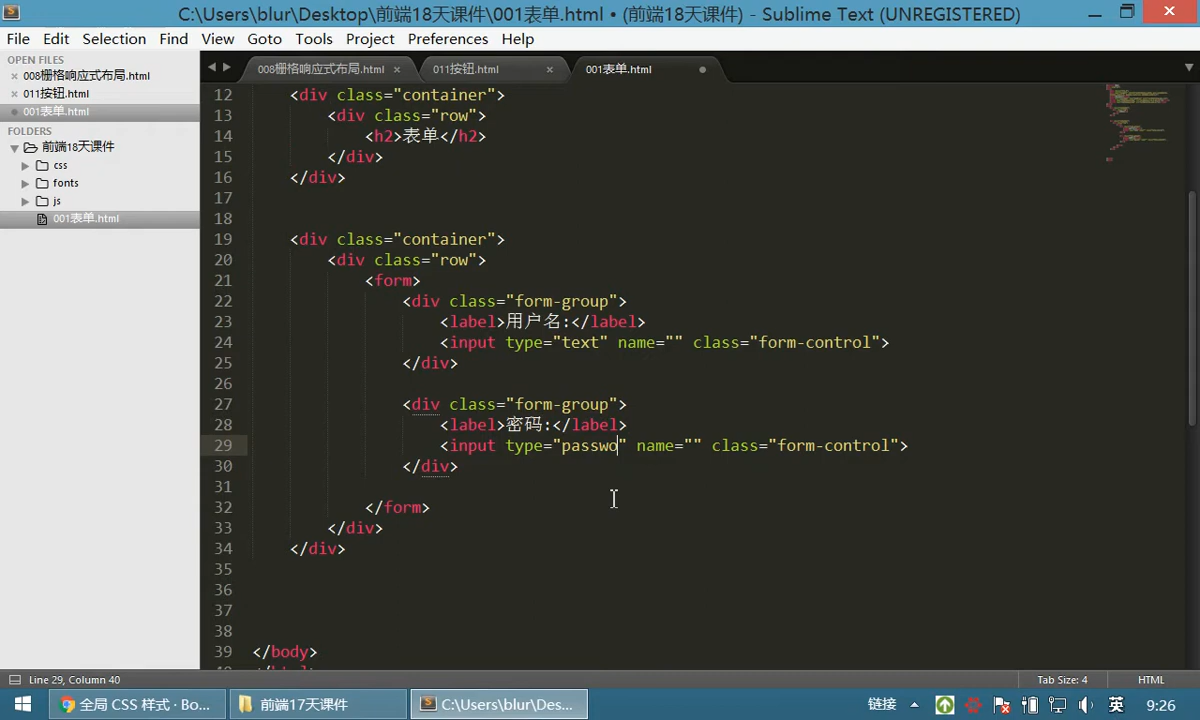 C:\Users\blur\Desktop\前端18天课件\001表单.html • (前端18天课件) - Sublime Text (UNREGISTERED)
File Edit Selection Find View Goto Tools Project Preferences Help
OPEN FILES
008栅格响应式布局.html
011按钮.html
001表单.html
FOLDERS
前端18天课件
css
fonts
js
001表单.html
008栅格响应式布局.html 011按钮.html 001表单.html
12 <div class="container">
13 <div class="row">
14 <h2>表单</h2>
15 </div>
16 </div>
17
18
19 <div class="container">
20 <div class="row">
21 <form>
22 <div class="form-group">
23 <label>用户名:</label>
24 <input type="text" name="" class="form-control">
25 </div>
26
27 <div class="form-group">
28 <label>密码:</label>
29 <input type="passwo" name="" class="form-control">
30 </div>
31
32 </form>
33 </div>
34 </div>
35
36
37
38
39 </body>
Line 29, Column 40 Tab Size: 4 HTML
全局 CSS 样式 · Bo... 前端18天课件 C:\Users\blur\Des... 链接 英 9:26